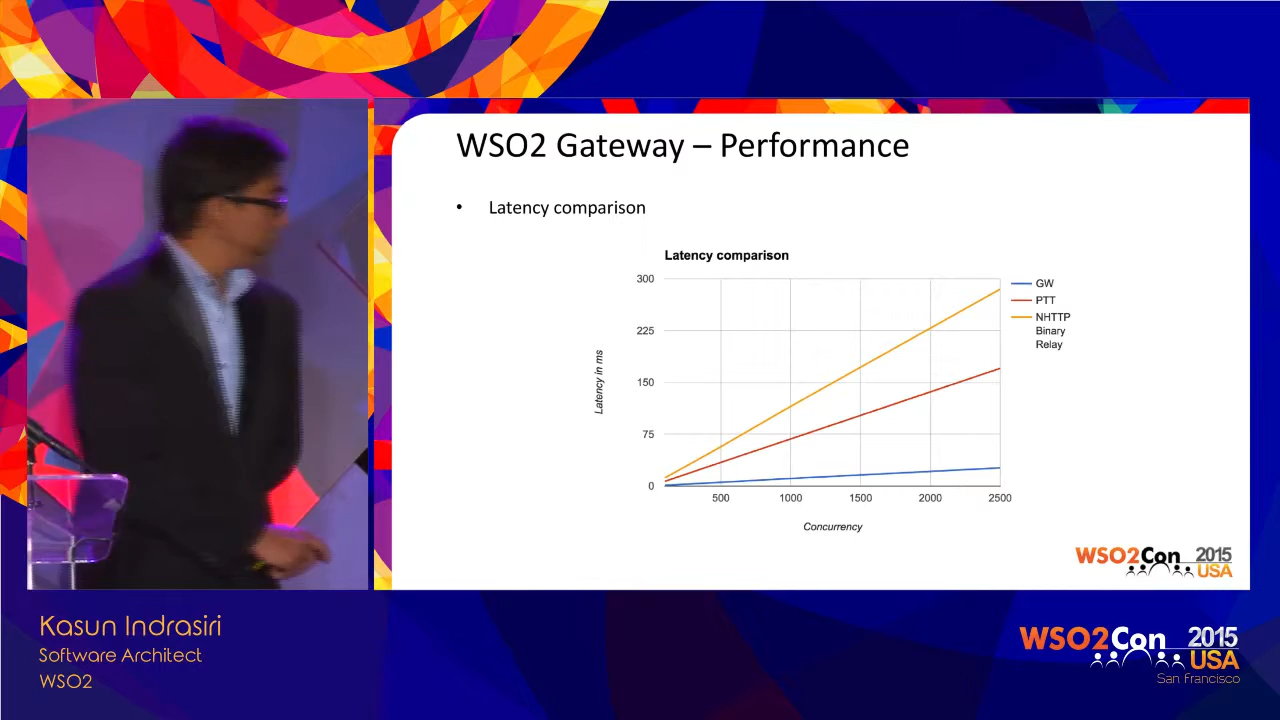 WSO2 Gateway – Performance
• Latency comparison
Latency comparison
300
225
150
75
0
Latency in ms
500 1000 1500 2000 2500
Concurrency
GW
PTT
NHTTP
Binary
Relay
WSO2Con 2015
USA
Kasun Indrasiri
Software Architect
WSO2
WSO2Con 2015
USA
San Francisco